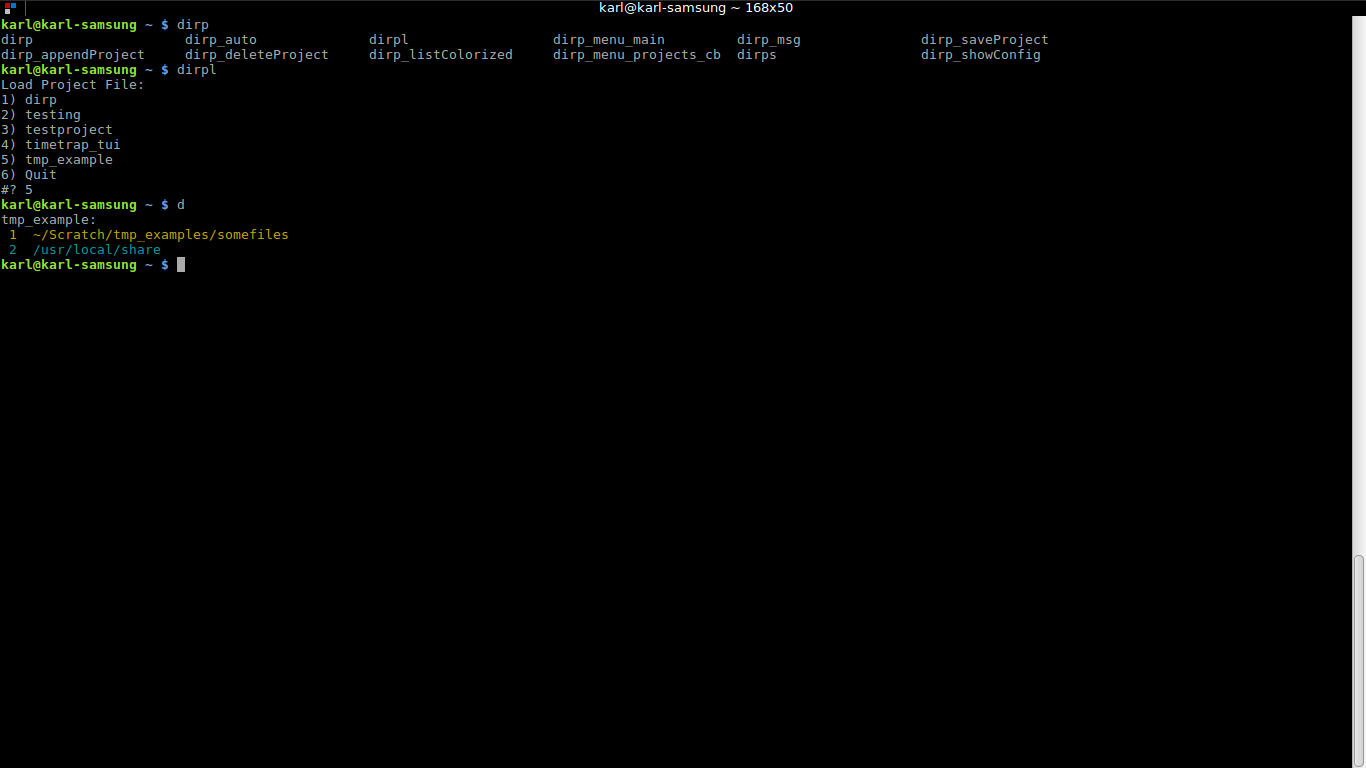 karl@karl-samsung ~ 168x50
karl@karl-samsung ~ $ dirp
dirp dirp_auto dirpl dirp_menu_main dirp_msg dirp_saveProject
dirp_appendProject dirp_deleteProject dirp_listColorized dirp_menu_projects_cb dirps dirp_showConfig
karl@karl-samsung ~ $ dirpl
Load Project File:
1) dirp
2) testing
3) testproject
4) timetrap_tui
5) tmp_example
6) Quit
#? 5
karl@karl-samsung ~ $ d
tmp_example:
1 ~/Scratch/tmp_examples/somefiles
2 /usr/local/share
karl@karl-samsung ~ $